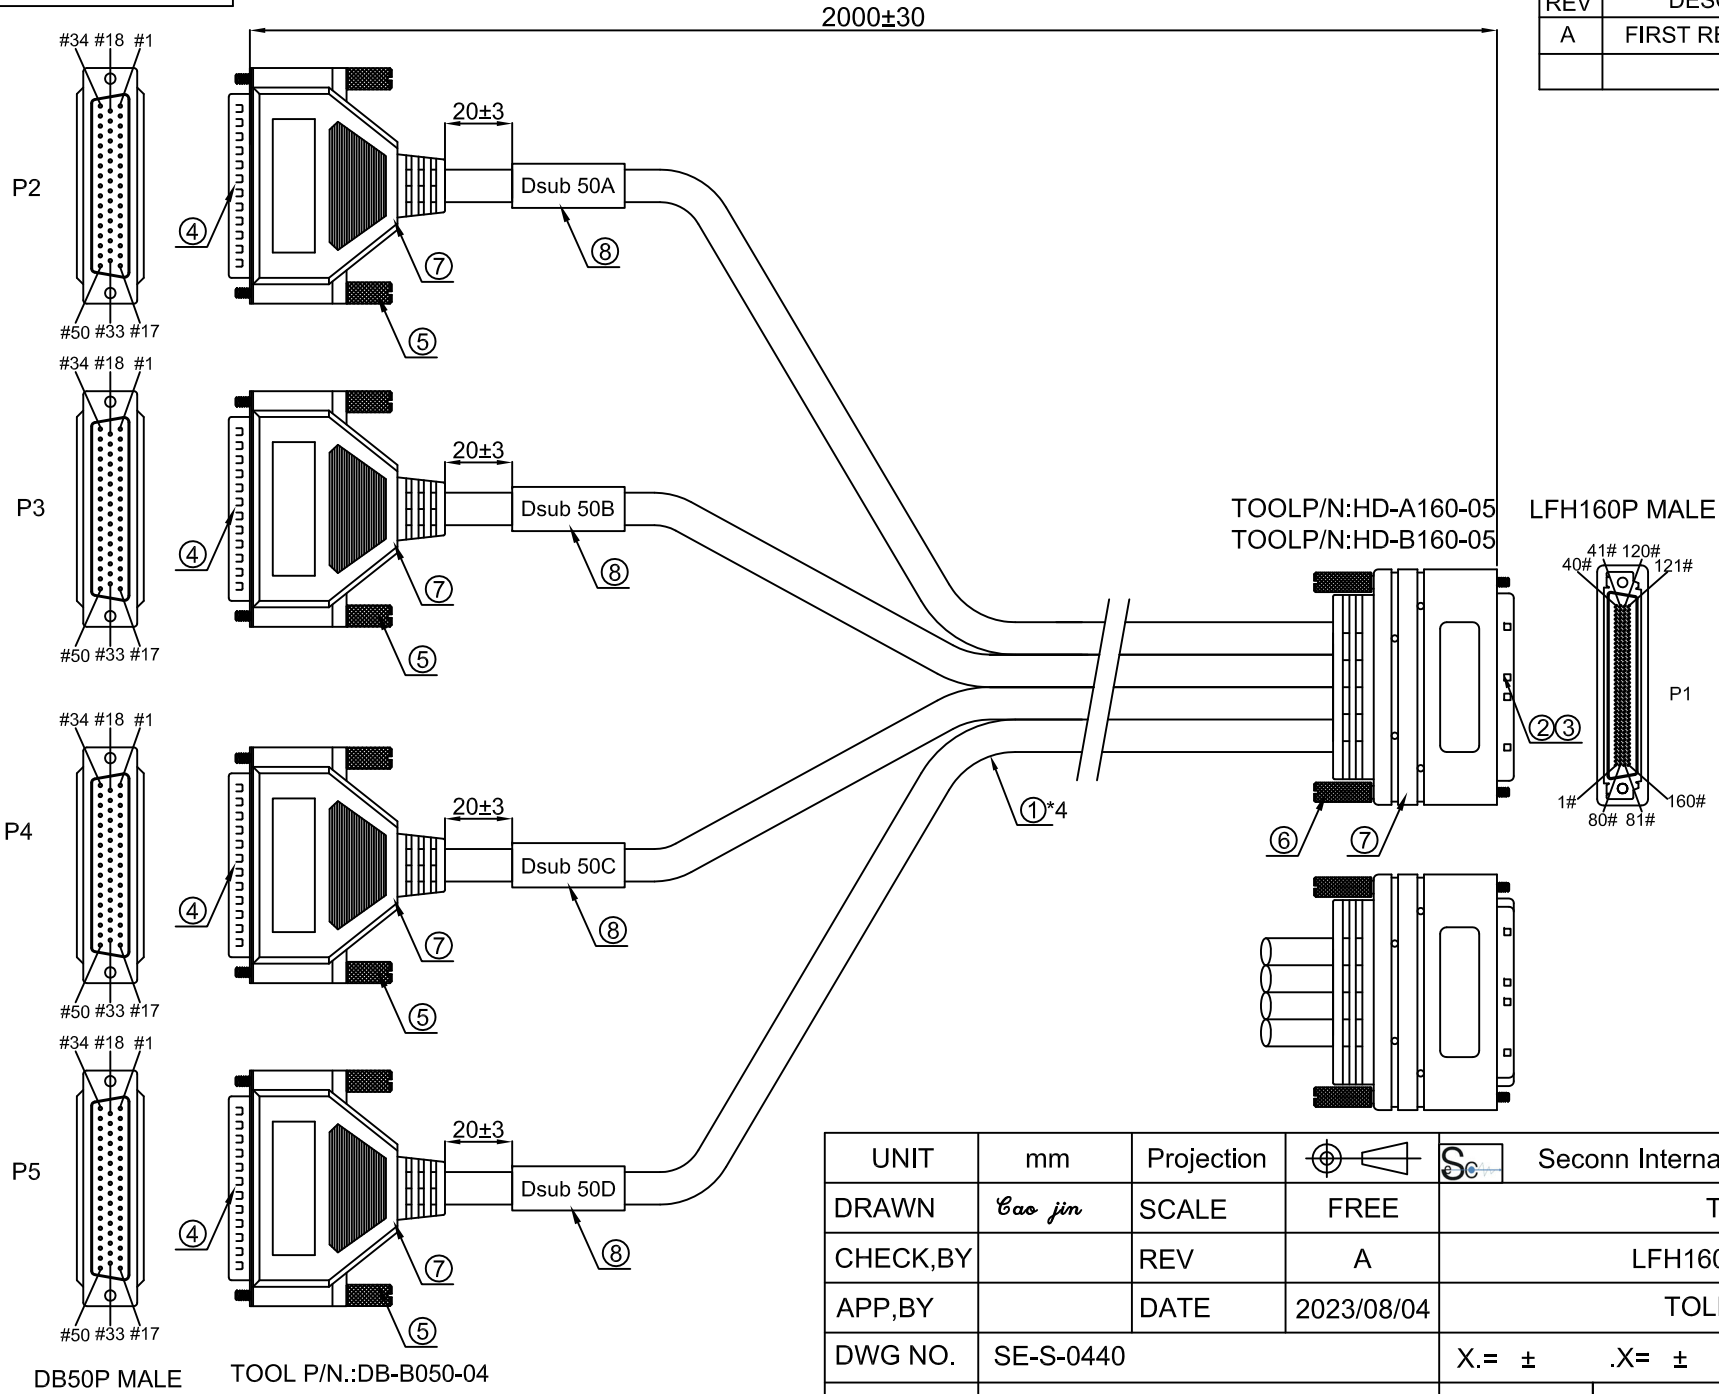 2000±30
REV DESC
A FIRST RE
#34 #18 #1
P2
④
20±3
Dsub 50A
⑦
⑧
⑤
#50 #33 #17
#34 #18 #1
P3
④
20±3
Dsub 50B
⑦
⑧
⑤
#50 #33 #17
TOOLP/N:HD-A160-05
TOOLP/N:HD-B160-05
LFH160P MALE
41# 120#
40# 121#
P1
②③
1# 160#
80# 81#
①*4
⑥ ⑦
#34 #18 #1
P4
④
20±3
Dsub 50C
⑦
⑧
⑤
#50 #33 #17
#34 #18 #1
P5
④
20±3
Dsub 50D
⑦
⑧
⑤
#50 #33 #17
DB50P MALE
TOOL P/N.:DB-B050-04
UNIT mm Projection Seconn Interna
DRAWN Cao jin SCALE FREE T
CHECK,BY REV A LFH160
APP,BY DATE 2023/08/04 TOL
DWG NO. SE-S-0440 X.= ± .X= ±